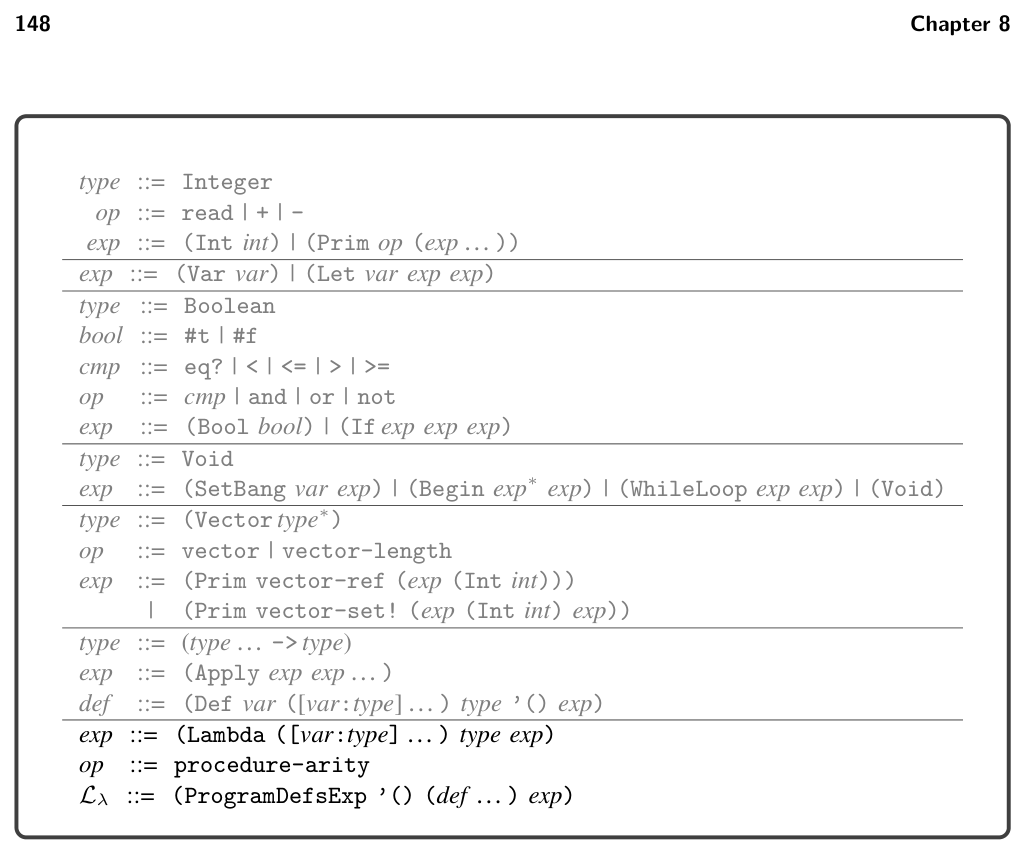 148 Chapter 8
type ::= Integer
op ::= read | + | -
exp ::= (Int int) | (Prim op (exp … ))
exp ::= (Var var) | (Let var exp exp)
type ::= Boolean
bool ::= #t | #f
cmp ::= eq? | < | <= | > | >=
op ::= cmp | and | or | not
exp ::= (Bool bool) | (If exp exp exp)
type ::= Void
exp ::= (SetBang var exp) | (Begin exp* exp) | (WhileLoop exp exp) | (Void)
type ::= (Vector type*)
op ::= vector | vector-length
exp ::= (Prim vector-ref (exp (Int int)))
| (Prim vector-set! (exp (Int int) exp))
type ::= (type … -> type)
exp ::= (Apply exp exp … )
def ::= (Def var ([var:type] … ) type '() exp)
exp ::= (Lambda ([var:type] … ) type exp)
op ::= procedure-arity
ℒλ ::= (ProgramDefsExp '() (def … ) exp)